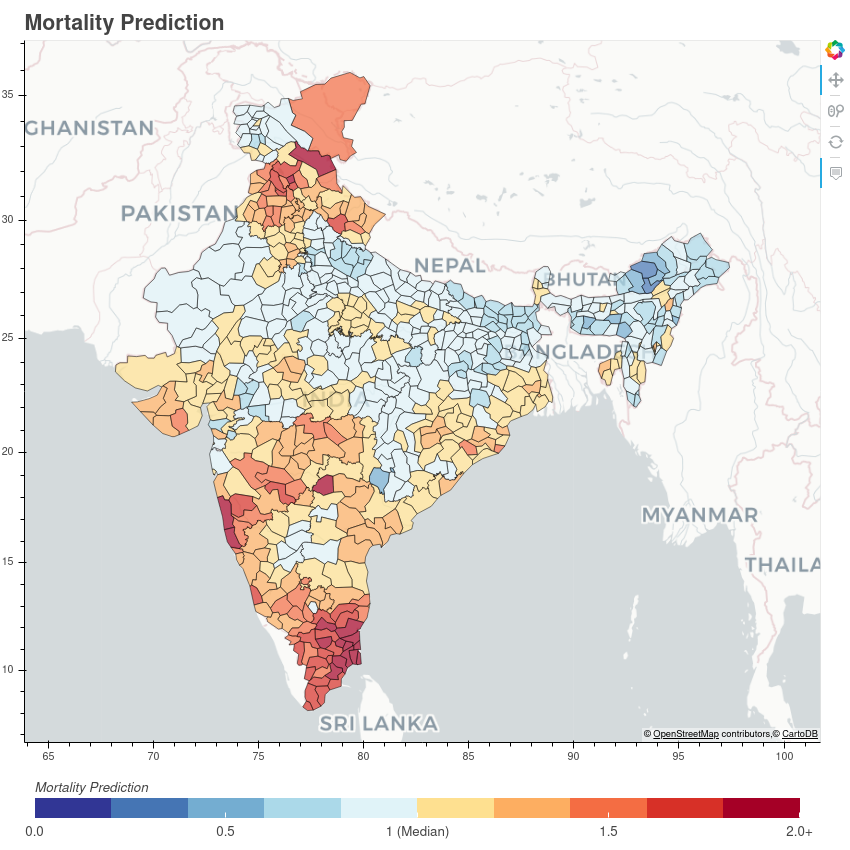 Mortality Prediction
35
GHANISTAN
PAKISTAN
30
NEPAL
BHUTAN
25
BANGLADE
INDIA
20
MYANMAR
THAILA
15
10
SRI LANKA
© OpenStreetMap contributors,© CartoDB
65 70 75 80 85 90 95 100
Mortality Prediction
0.0 0.5 1 (Median) 1.5 2.0+